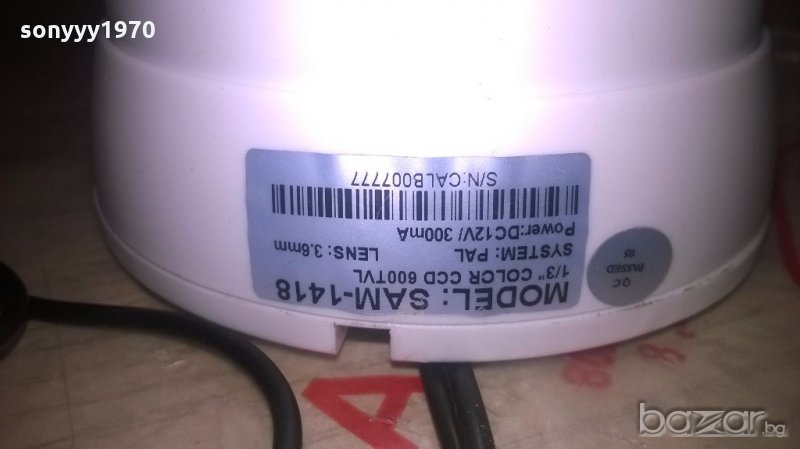 sonyyy1970
MODEL: SAM-1418
1/3" COLOR CCD 600TVL
SYSTEM: PAL LENS: 3.6mm
Power:DC12V/ 300mA
S/N:CALB007777
Q.C
PASSED
05
A
bazar.bg